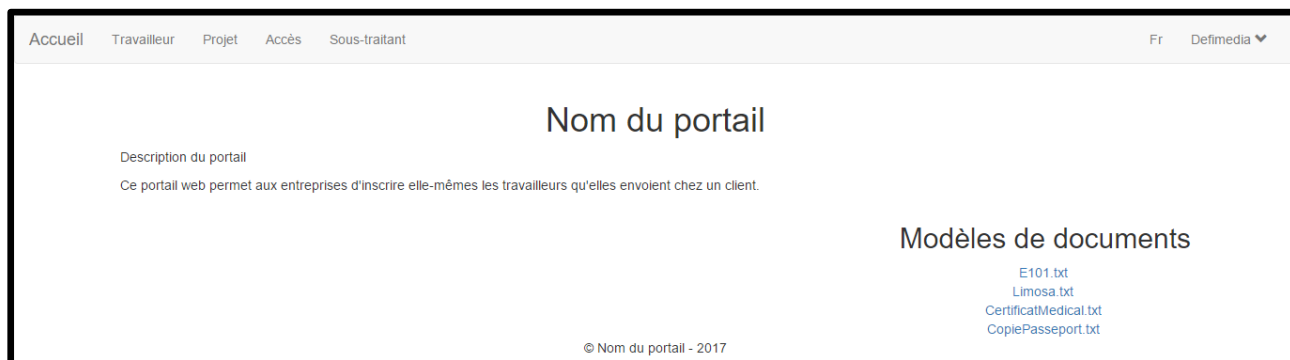 Accueil Travailleur Projet Accès Sous-traitant Fr Defimedia
Nom du portail
Description du portail
Ce portail web permet aux entreprises d'inscrire elle-mêmes les travailleurs qu'elles envoient chez un client.
Modèles de documents
E101.txt
Limosa.txt
CertificatMedical.txt
CopiePasseport.txt
© Nom du portail - 2017